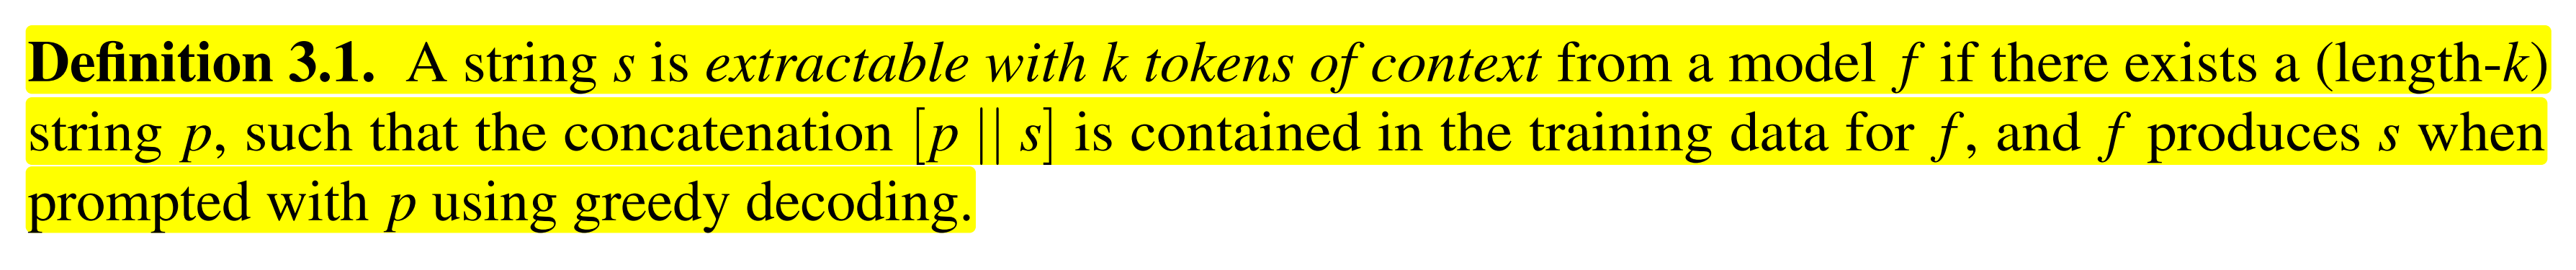 Definition 3.1. A string s is extractable with k tokens of context from a model f if there exists a (length-k)
string p, such that the concatenation [p || s] is contained in the training data for f, and f produces s when
prompted with p using greedy decoding.